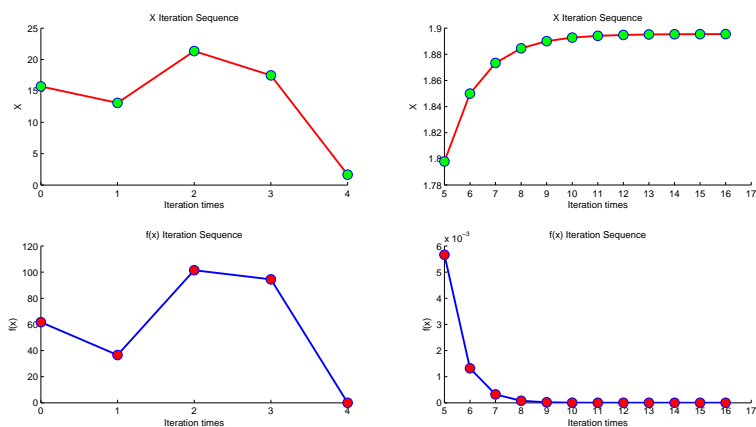 X Iteration Sequence
25
20
15
10
5
0
X
0 1 2 3 4
Iteration times
X Iteration Sequence
1.9
1.88
1.86
1.84
1.82
1.8
1.78
X
5 6 7 8 9 10 11 12 13 14 15 16 17
Iteration times
f(x) Iteration Sequence
120
100
80
60
40
20
0
f(x)
0 1 2 3 4
Iteration times
f(x) Iteration Sequence
x 10⁻³
6
5
4
3
2
1
0
f(x)
5 6 7 8 9 10 11 12 13 14 15 16 17
Iteration times